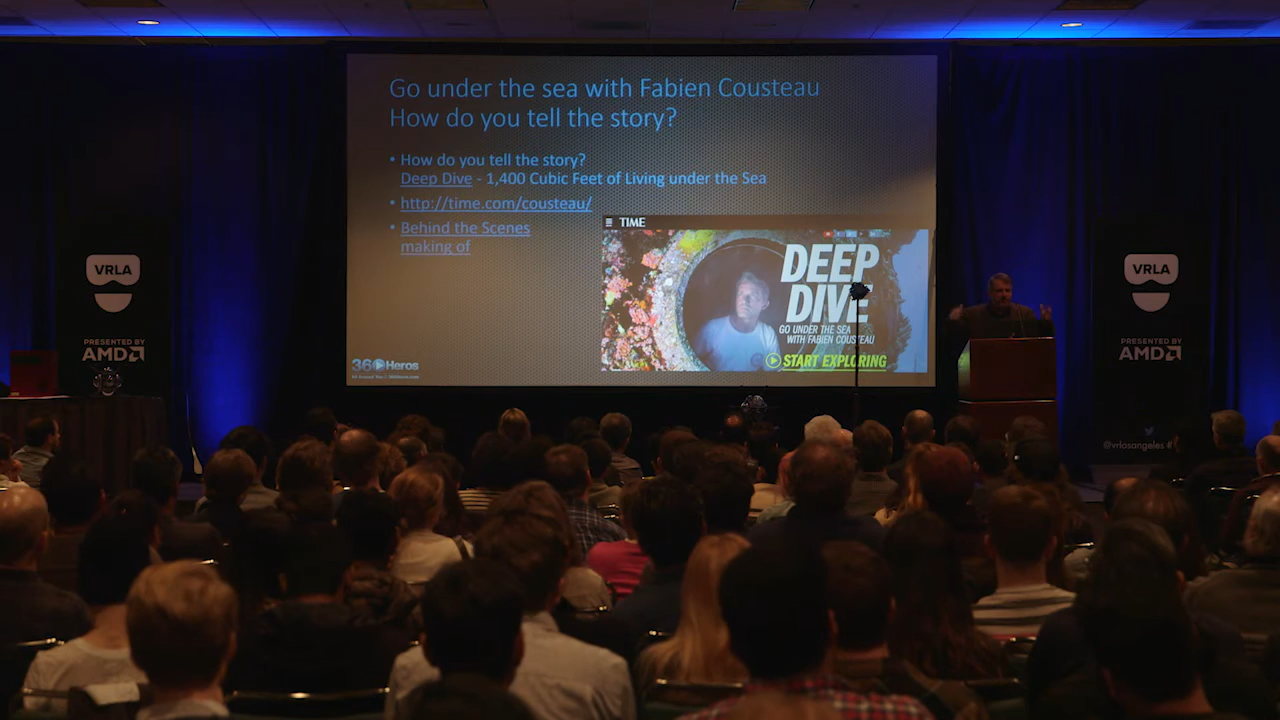 Go under the sea with Fabien Cousteau
How do you tell the story?
• How do you tell the story?
Deep Dive - 1,400 Cubic Feet of Living under the Sea
• http://time.com/cousteau/
• Behind the Scenes
making of
TIME
DEEP
DIVE
GO UNDER THE SEA
WITH FABIEN COUSTEAU
START EXPLORING
360Heros
VRLA
PRESENTED BY
AMD
VRLA
PRESENTED BY
AMD
@vrlosangeles #